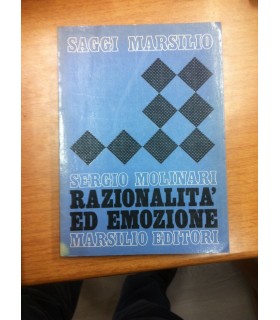 SAGGI MARSILIO
SERGIO MOLINARI
RAZIONALITA'
ED EMOZIONE
MARSILIO EDITORI